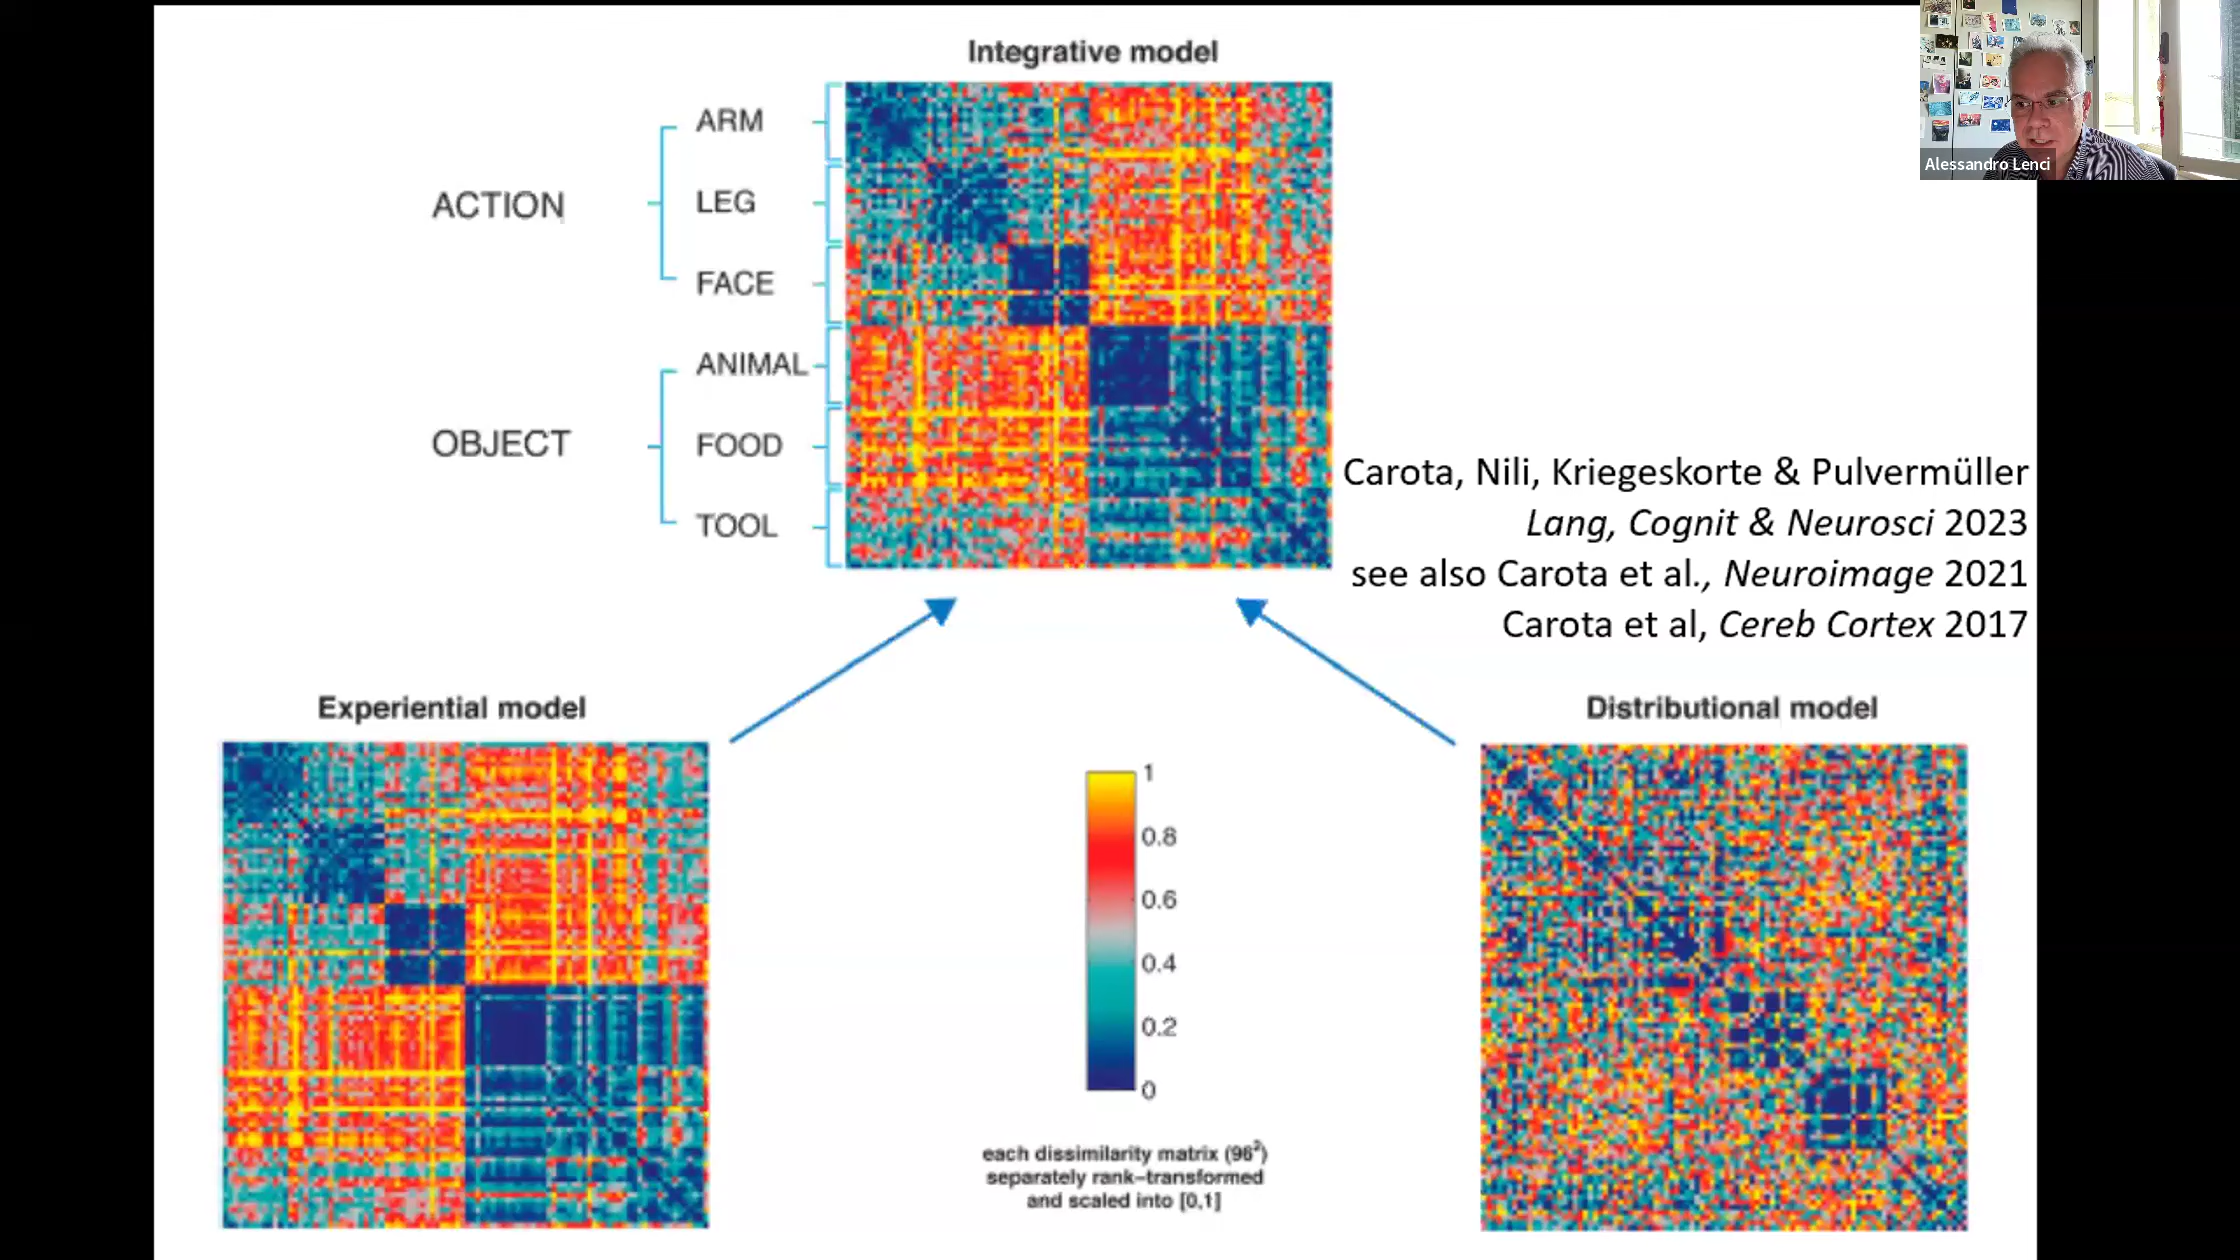 Integrative model
Alessandro Lenci
ACTION
ARM
LEG
FACE
OBJECT
ANIMAL
FOOD
TOOL
Carota, Nili, Kriegeskorte & Pulvermüller
Lang, Cognit & Neurosci 2023
see also Carota et al., Neuroimage 2021
Carota et al, Cereb Cortex 2017
Experiential model
Distributional model
1
0.8
0.6
0.4
0.2
0
each dissimilarity matrix (96²)
separately rank-transformed
and scaled into [0,1]